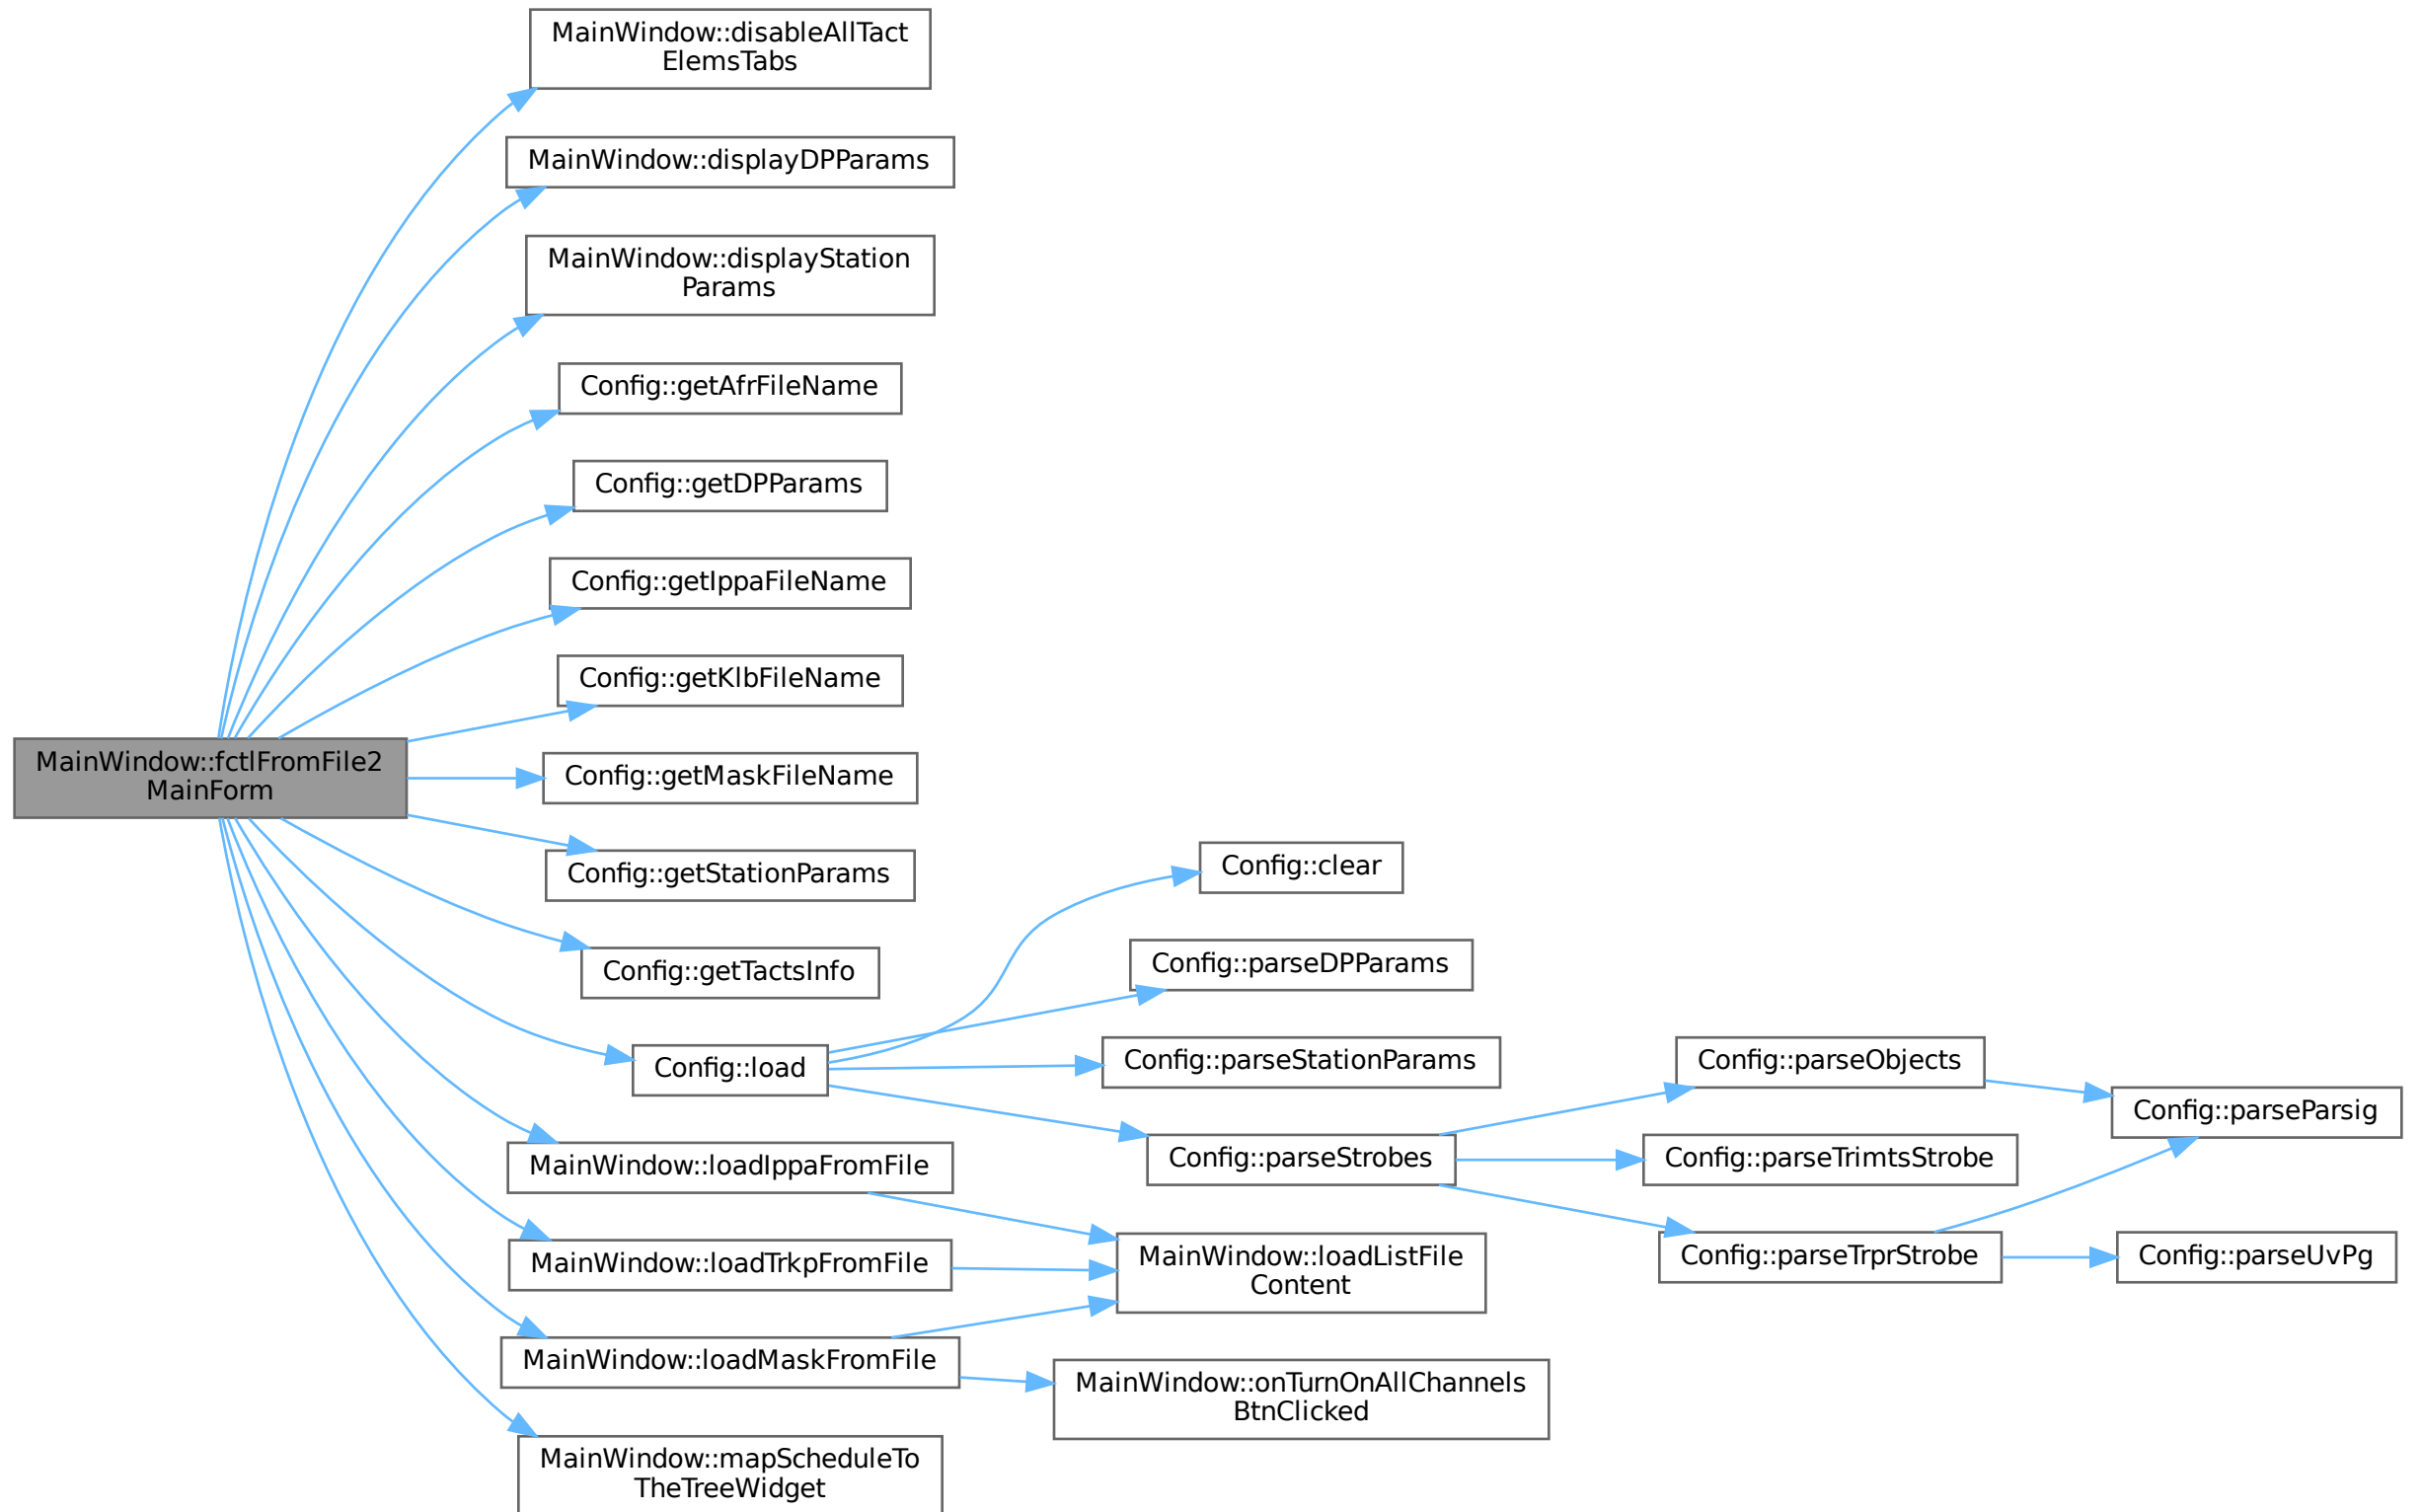 MainWindow::disableAllTact
ElemsTabs
MainWindow::displayDPParams
MainWindow::displayStation
Params
Config::getAfrFileName
Config::getDPParams
Config::getIppaFileName
Config::getKlbFileName
MainWindow::fctlFromFile2
MainForm
Config::getMaskFileName
Config::getStationParams
Config::getTactsInfo
Config::load
MainWindow::loadIppaFromFile
MainWindow::loadTrkpFromFile
MainWindow::loadMaskFromFile
MainWindow::mapScheduleTo
TheTreeWidget
Config::clear
Config::parseDPParams
Config::parseStationParams
Config::parseStrobes
MainWindow::loadListFile
Content
MainWindow::onTurnOnAllChannels
BtnClicked
Config::parseObjects
Config::parseTrimtsStrobe
Config::parseTrprStrobe
Config::parseParsig
Config::parseUvPg